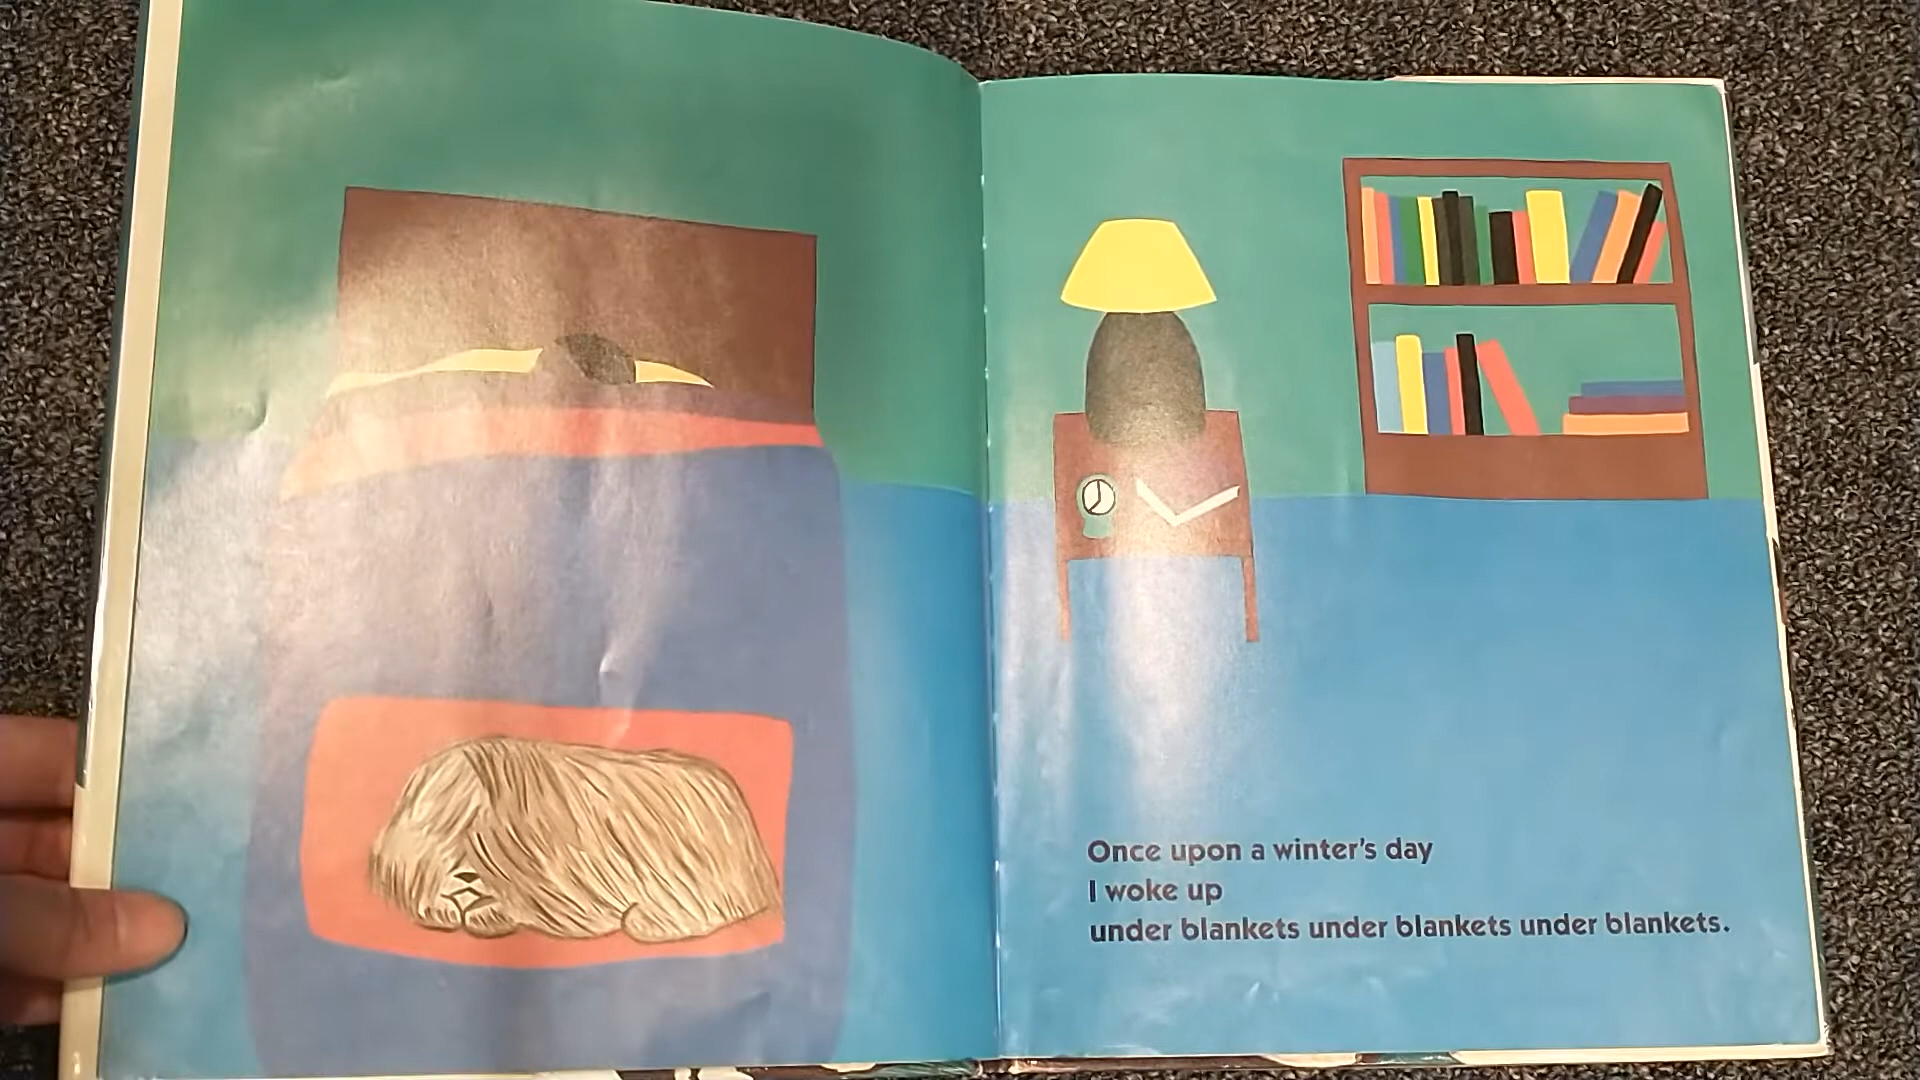 Once upon a winter's day
I woke up
under blankets under blankets under blankets.